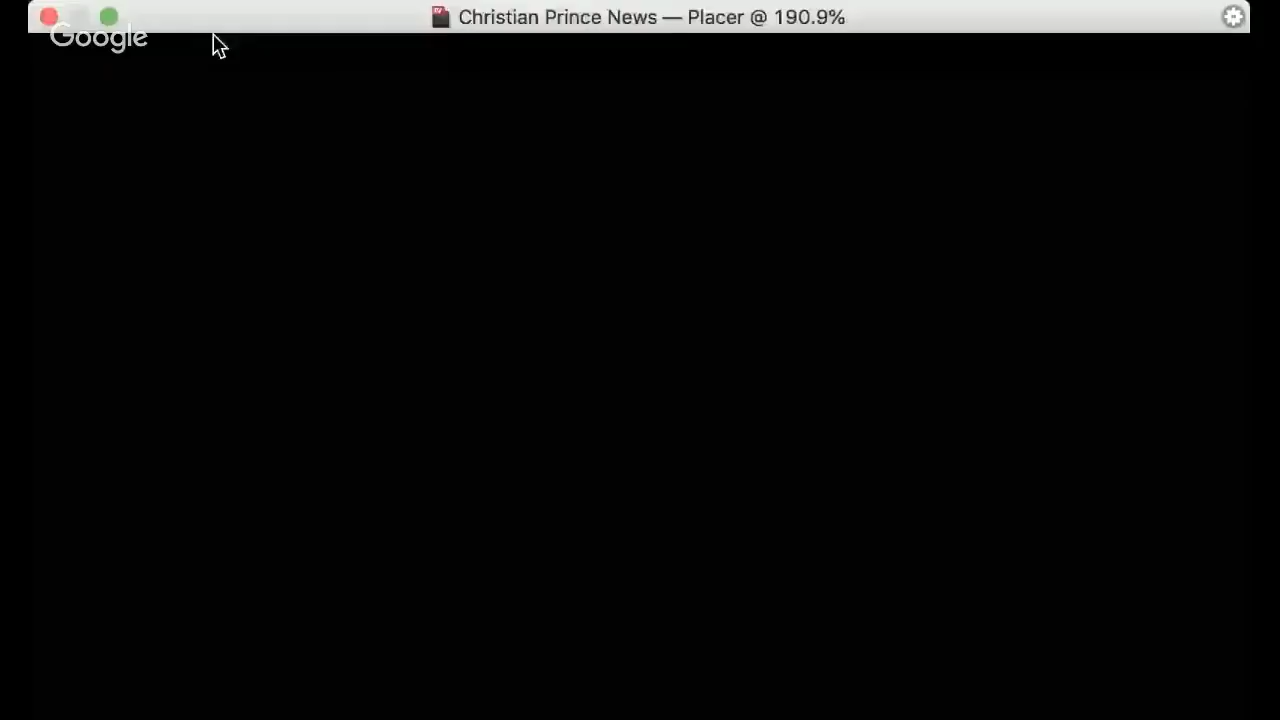 Christian Prince News — Placer @ 190.9%
Google